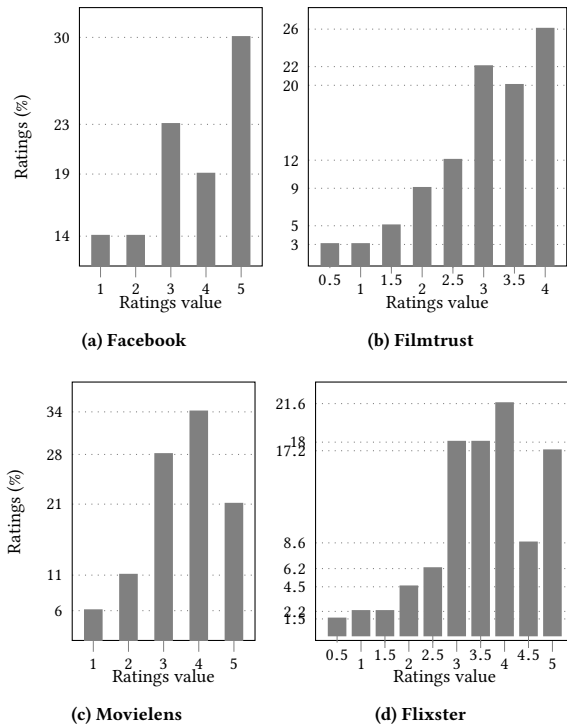 30
23
19
14
Ratings (%)
1 2 3 4 5
Ratings value
(a) Facebook
26
22
20
12
9
5
3
0.5 1 1.5 2 2.5 3 3.5 4
Ratings value
(b) Filmtrust
34
28
21
11
6
Ratings (%)
1 2 3 4 5
Ratings value
(c) Movielens
21.6
18
17.2
8.6
6.2
4.5
2.2
1.5
0.5 1 1.5 2 2.5 3 3.5 4 4.5 5
Ratings value
(d) Flixster